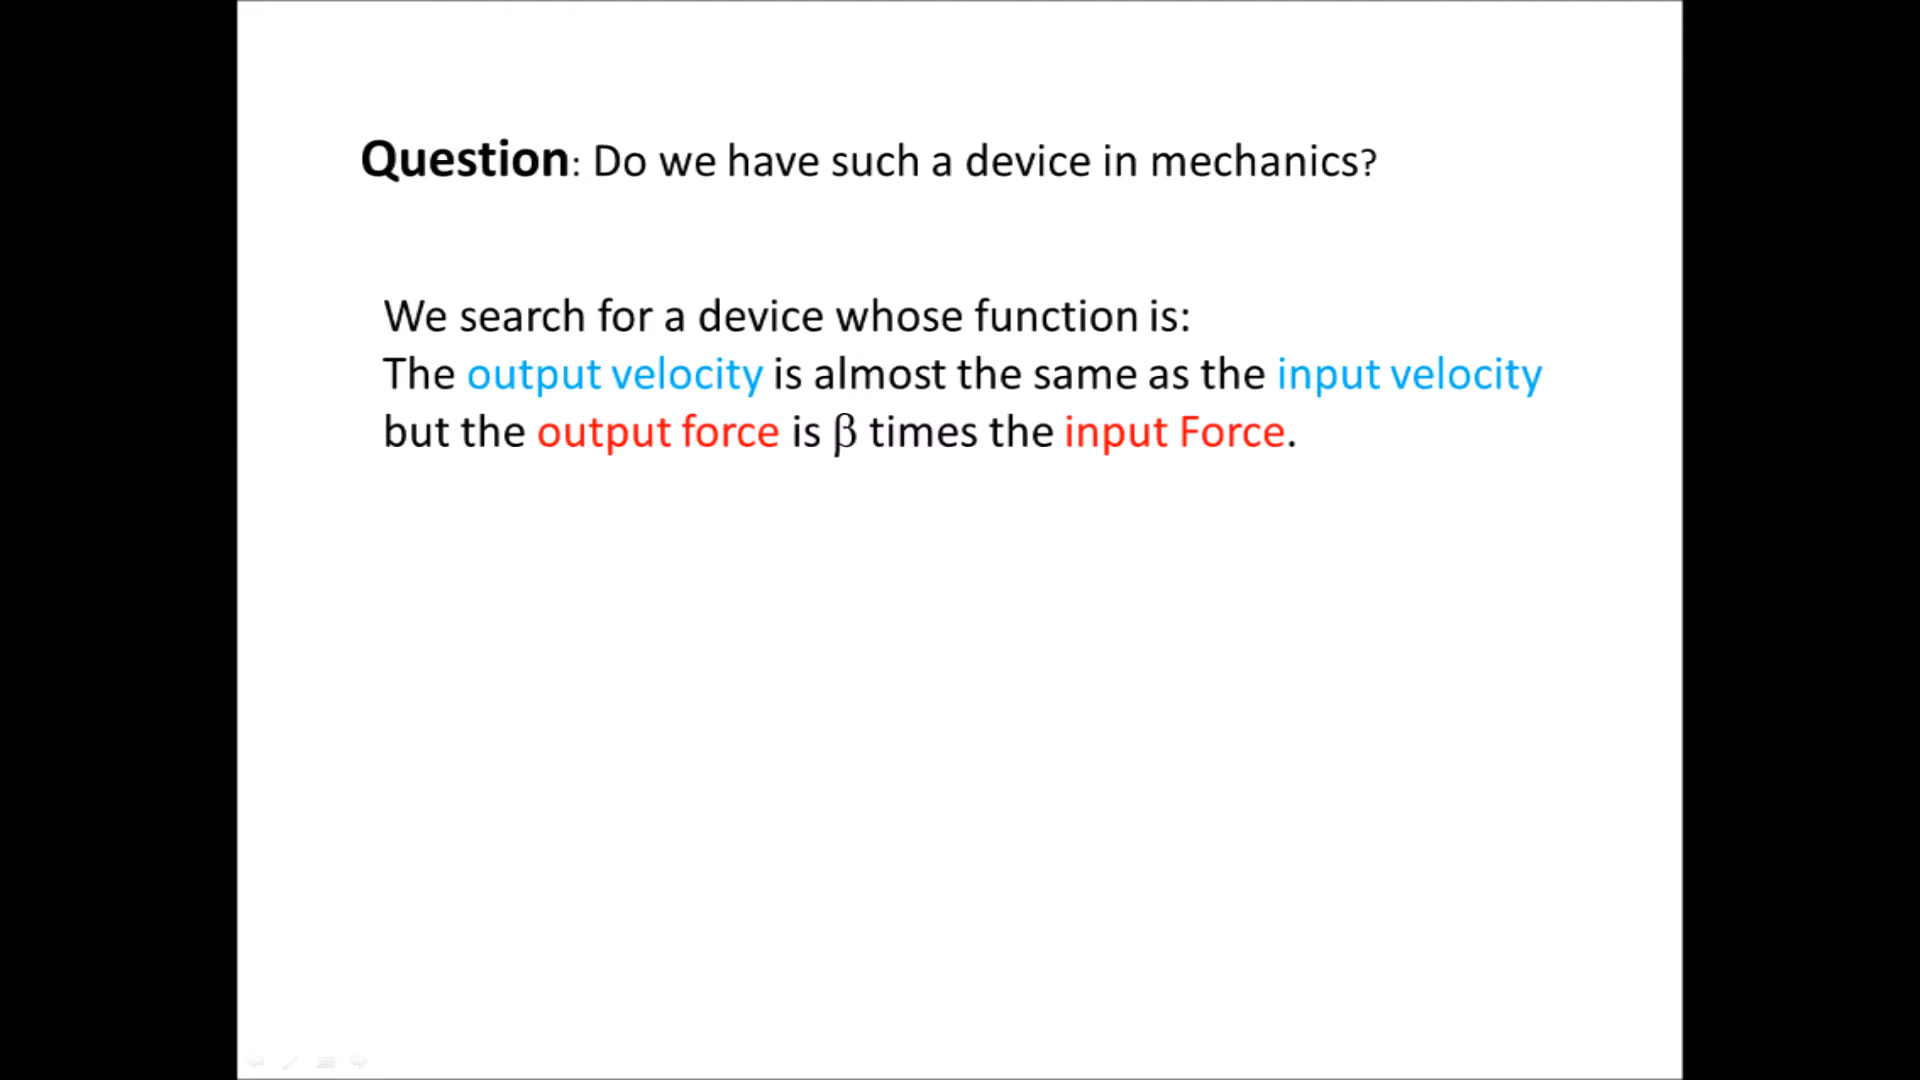 Question: Do we have such a device in mechanics?
We search for a device whose function is:
The output velocity is almost the same as the input velocity
but the output force is β times the input Force.